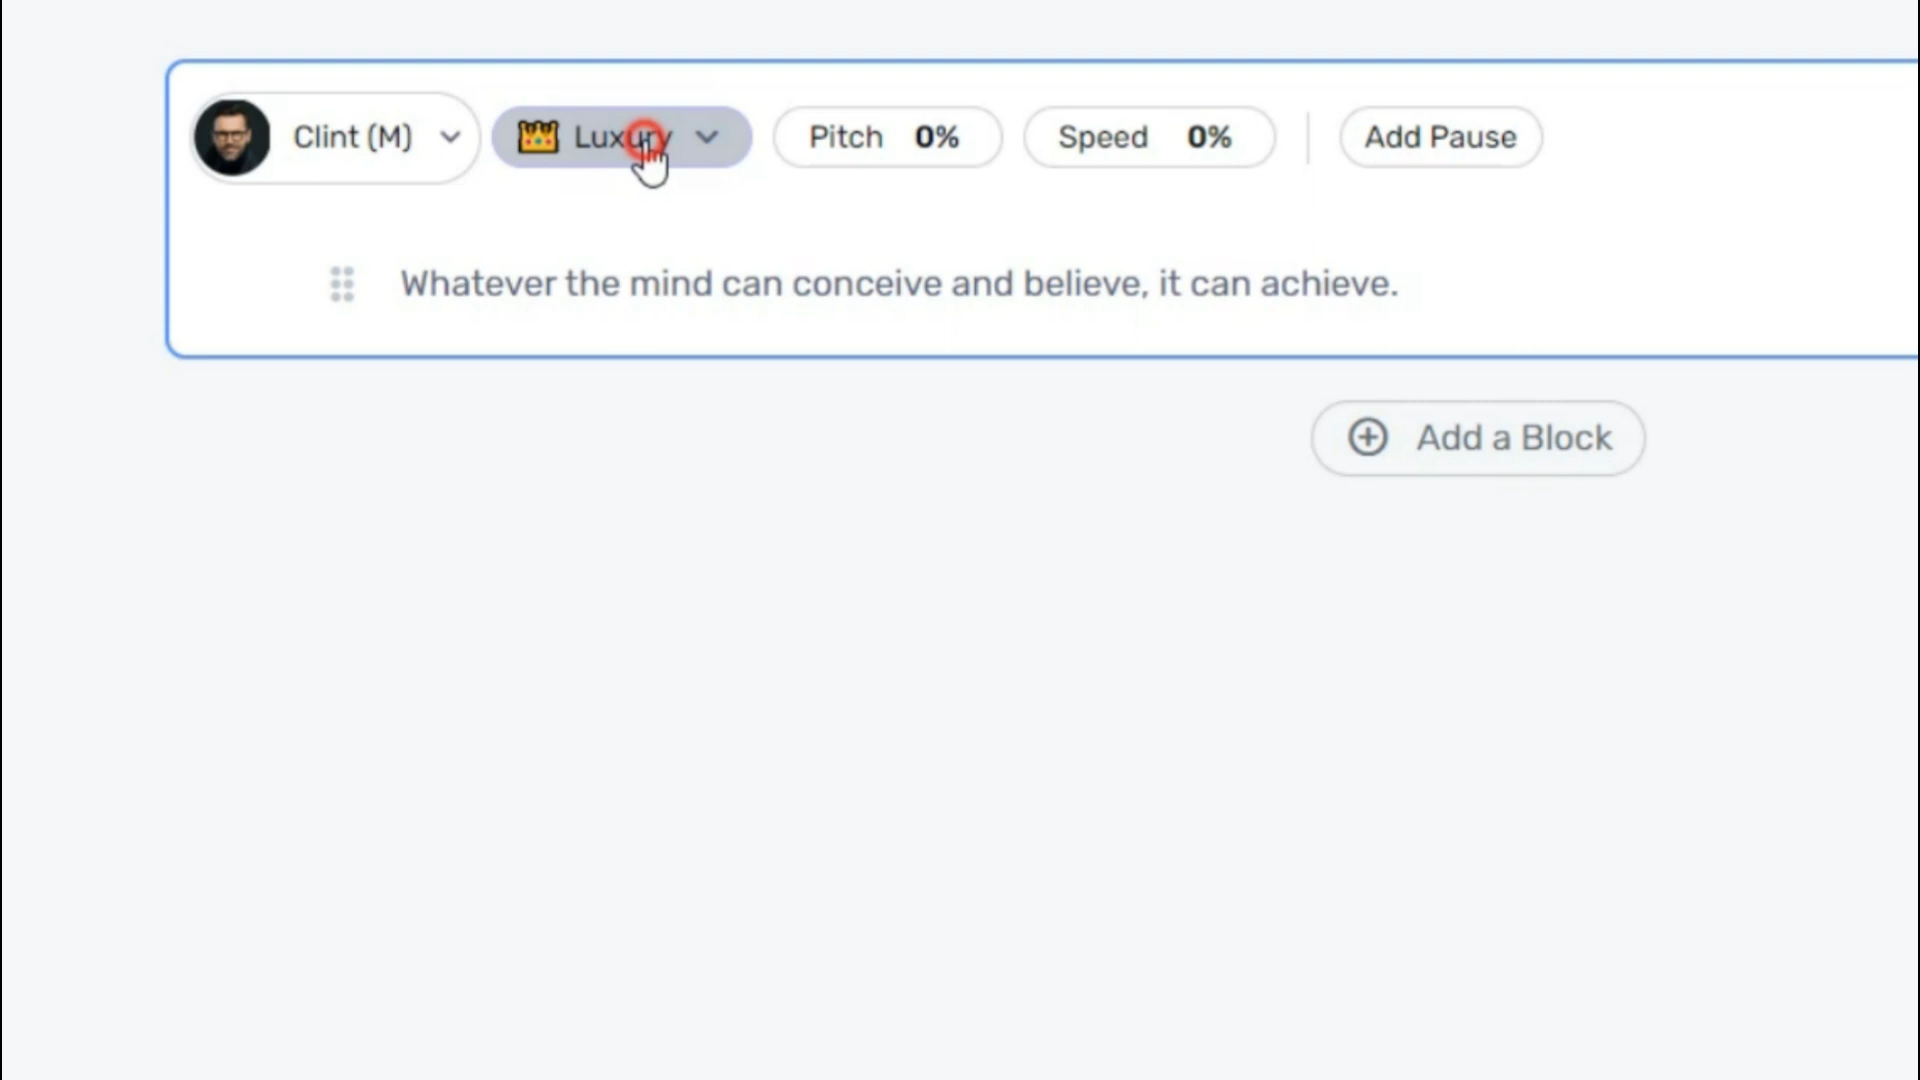 Clint (M) Luxury Pitch 0% Speed 0% Add Pause
Whatever the mind can conceive and believe, it can achieve.
Add a Block